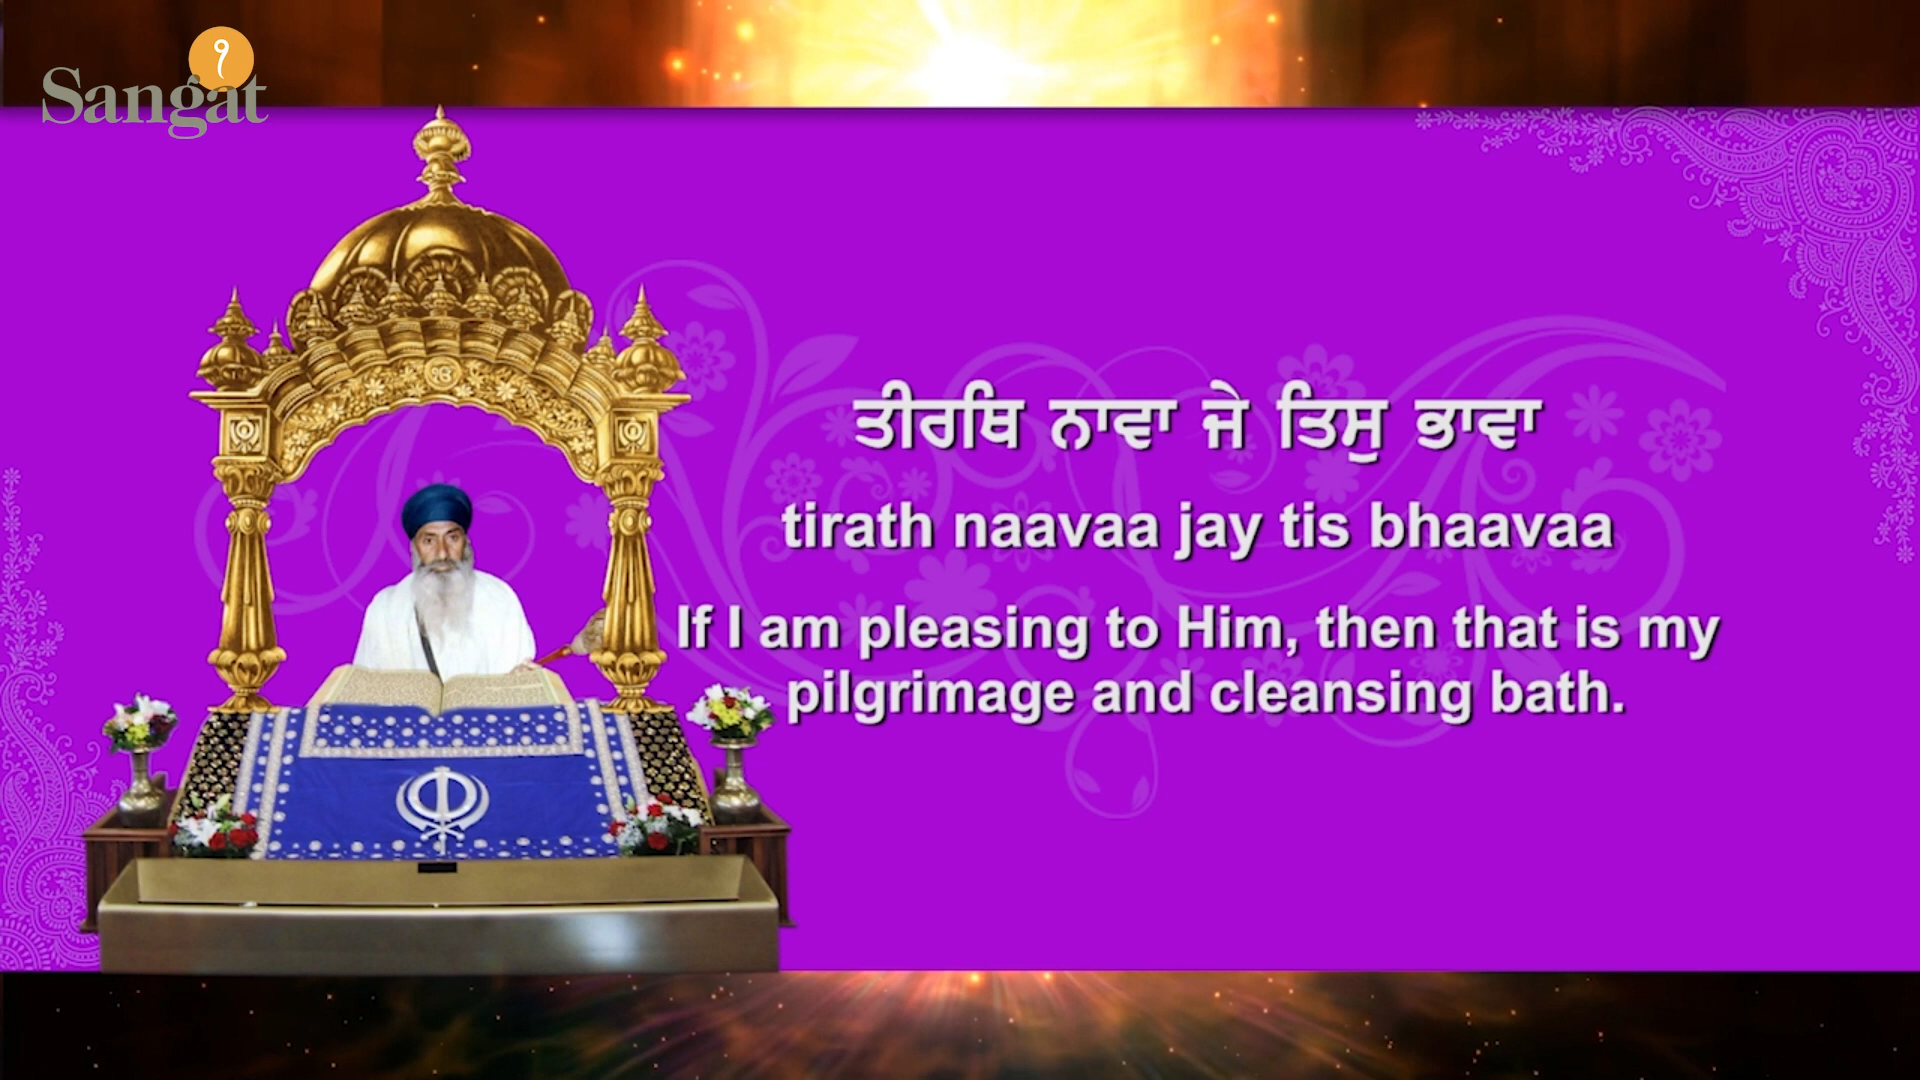 Sangat
੧
ਤੀਰਥਿ ਨਾਵਾ ਜੇ ਤਿਸੁ ਭਾਵਾ
tirath naavaa jay tis bhaavaa
If I am pleasing to Him, then that is my
pilgrimage and cleansing bath.